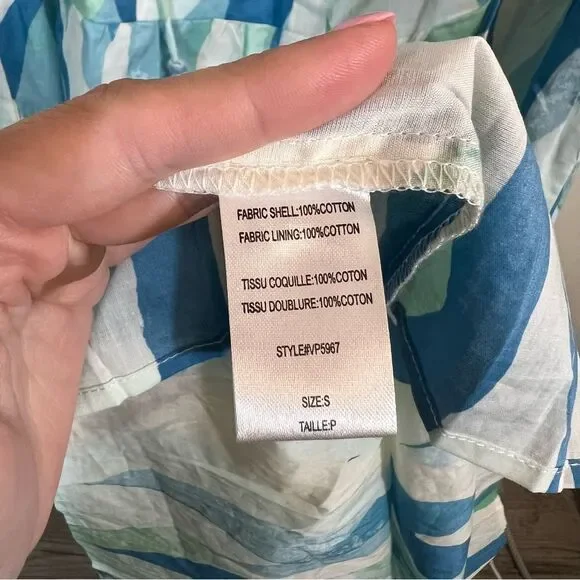 FABRIC SHELL:100%COTTON
FABRIC LINING:100%COTTON
TISSU COQUILLE:100%COTON
TISSU DOUBLURE:100%COTON
STYLE#VP5967
SIZE:S
TAILLE:P